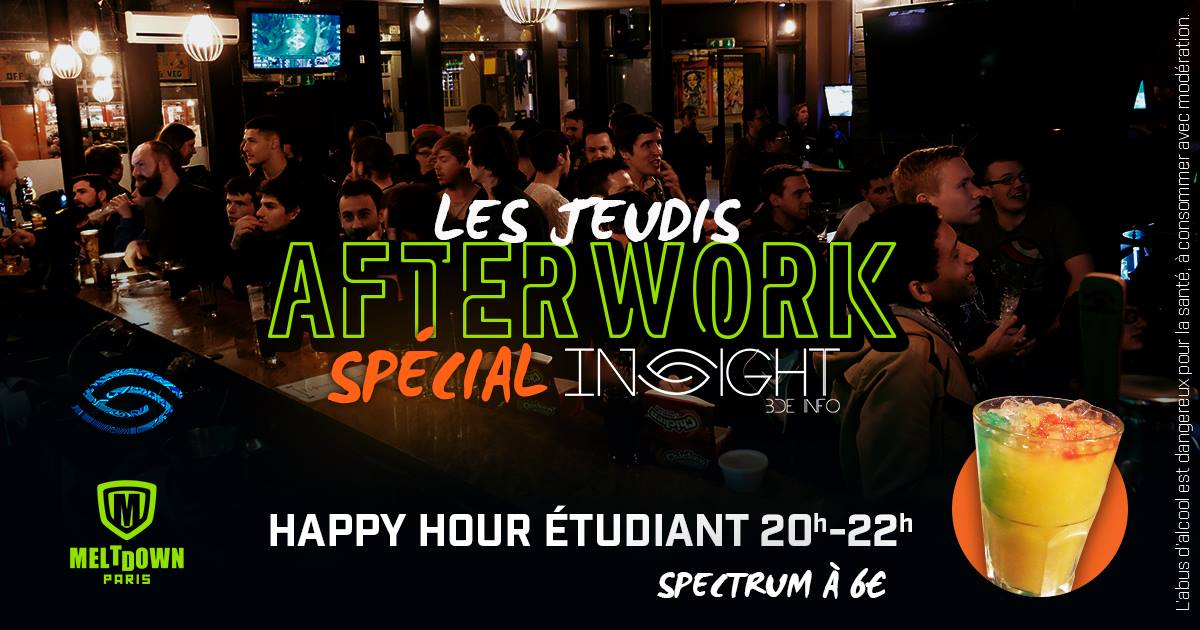 LES JEUDIS
AFTERWORK
SPÉCIAL INSIGHT
BDE INFO
M
MELTDOWN
PARIS
HAPPY HOUR ÉTUDIANT 20h-22h
SPECTRUM À 6€
L'abus d'alcool est dangereux pour la santé, à consommer avec modération.